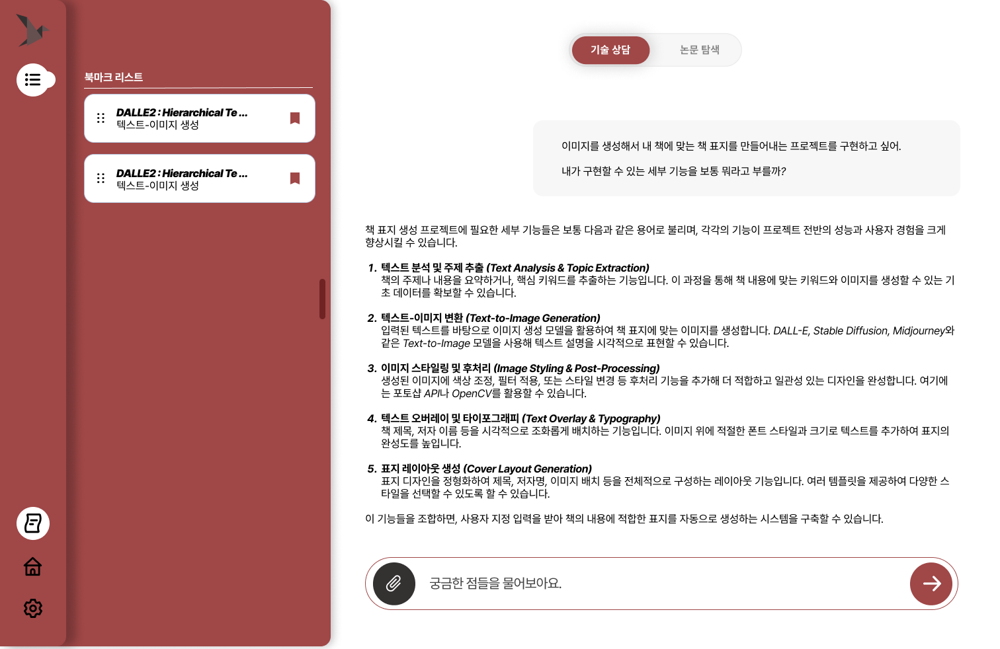 북마크 리스트
DALLE2 : Hierarchical Te ...
텍스트-이미지 생성
DALLE2 : Hierarchical Te ...
텍스트-이미지 생성
기술 상담
논문 탐색
이미지를 생성해서 내 책에 맞는 책 표지를 만들어내는 프로젝트를 구현하고 싶어.
내가 구현할 수 있는 세부 기능을 보통 뭐라고 부를까?
책 표지 생성 프로젝트에 필요한 세부 기능들은 보통 다음과 같은 용어로 불리며, 각각의 기능이 프로젝트 전반의 성능과 사용자 경험을 크게
향상시킬 수 있습니다.
1. 텍스트 분석 및 주제 추출 (Text Analysis & Topic Extraction)
책의 주제나 내용을 요약하거나, 핵심 키워드를 추출하는 기능입니다. 이 과정을 통해 책 내용에 맞는 키워드와 이미지를 생성할 수 있는 기
초 데이터를 확보할 수 있습니다.
2. 텍스트-이미지 변환 (Text-to-Image Generation)
입력된 텍스트를 바탕으로 이미지 생성 모델을 활용하여 책 표지에 맞는 이미지를 생성합니다. DALL-E, Stable Diffusion, Midjourney와
같은 Text-to-Image 모델을 사용해 텍스트 설명을 시각적으로 표현할 수 있습니다.
3. 이미지 스타일링 및 후처리 (Image Styling & Post-Processing)
생성된 이미지에 색상 조정, 필터 적용, 또는 스타일 변경 등 후처리 기능을 추가해 더 적합하고 일관성 있는 디자인을 완성합니다. 여기에
는 포토샵 API나 OpenCV를 활용할 수 있습니다.
4. 텍스트 오버레이 및 타이포그래피 (Text Overlay & Typography)
책 제목, 저자 이름 등을 시각적으로 조화롭게 배치하는 기능입니다. 이미지 위에 적절한 폰트 스타일과 크기로 텍스트를 추가하여 표지의
완성도를 높입니다.
5. 표지 레이아웃 생성 (Cover Layout Generation)
표지 디자인을 정형화하여 제목, 저자명, 이미지 배치 등을 전체적으로 구성하는 레이아웃 기능입니다. 여러 템플릿을 제공하여 다양한 스
타일을 선택할 수 있도록 할 수 있습니다.
이 기능들을 조합하면, 사용자 지정 입력을 받아 책의 내용에 적합한 표지를 자동으로 생성하는 시스템을 구축할 수 있습니다.
궁금한 점들을 물어보아요.